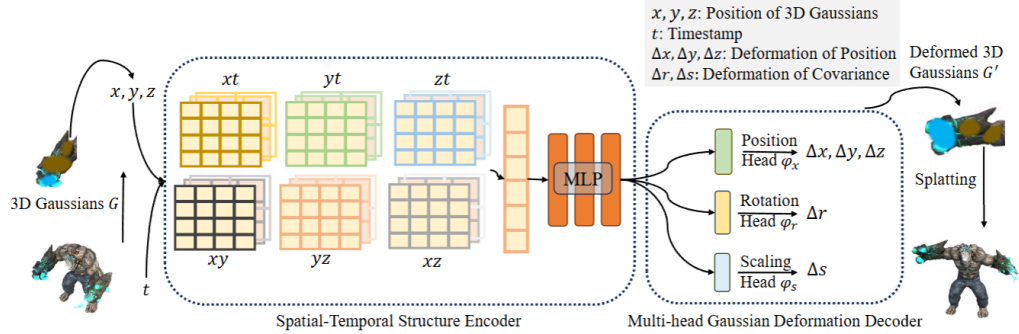 x, y, z: Position of 3D Gaussians
t: Timestamp
Δx, Δy, Δz: Deformation of Position
Δr, Δs: Deformation of Covariance
Deformed 3D
Gaussians G′
x, y, z
xt
yt
zt
xy
yz
xz
MLP
3D Gaussians G
t
Position
Head φₓ
Δx, Δy, Δz
Rotation
Head φᵣ
Δr
Scaling
Head φₛ
Δs
Splatting
Spatial-Temporal Structure Encoder
Multi-head Gaussian Deformation Decoder